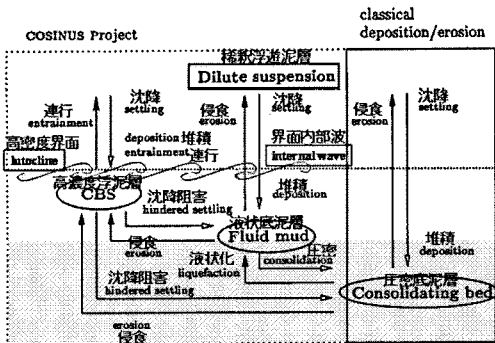 COSINUS Project
classical
deposition/erosion
稀釈浮遊泥層
Dilute suspension
連行
entrainment
沈降
settling
侵食
erosion
沈降
settling
侵食
erosion
沈降
settling
高密度界面
lutocline
deposition 堆積
entrainment 連行
界面内部波
internal wave
高濃度浮泥層
CBS
沈降阻害
hindered settling
堆積
deposition
液状底泥層
Fluid mud
侵食
erosion
液状化
liquefaction
圧密
consolidation
堆積
deposition
沈降阻害
hindered settling
圧密底泥層
Consolidating bed
erosion
侵食